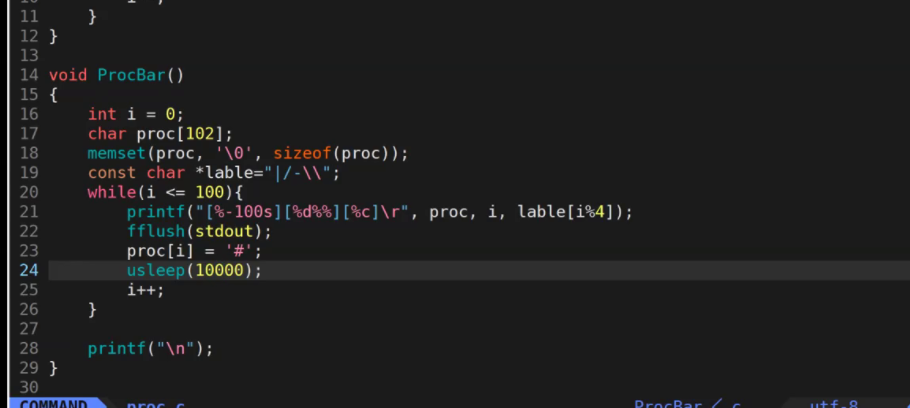 11 }
12 }
13
14 void ProcBar()
15 {
16 int i = 0;
17 char proc[102];
18 memset(proc, '\0', sizeof(proc));
19 const char *lable="|/-\\";
20 while(i <= 100){
21 printf("[%-100s][%d%%][%c]\r", proc, i, lable[i%4]);
22 fflush(stdout);
23 proc[i] = '#';
24 usleep(10000);
25 i++;
26 }
27
28 printf("\n");
29 }
30
COMMAND proc.c ProcBar c utf-8